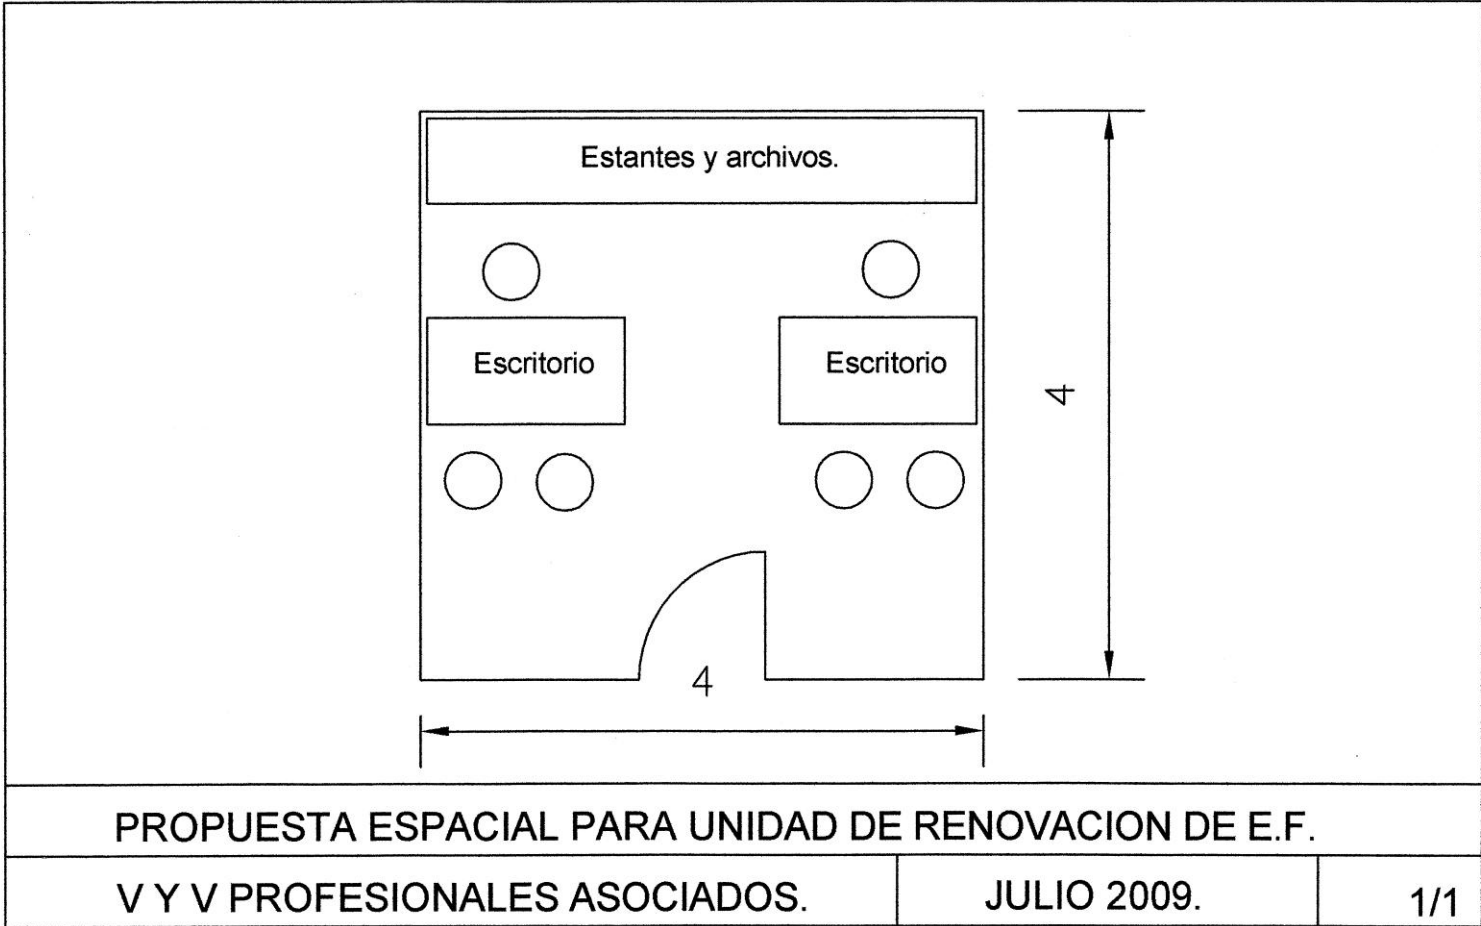 Estantes y archivos.
Escritorio
Escritorio
4
4
PROPUESTA ESPACIAL PARA UNIDAD DE RENOVACION DE E.F.
V Y V PROFESIONALES ASOCIADOS.
JULIO 2009.
1/1